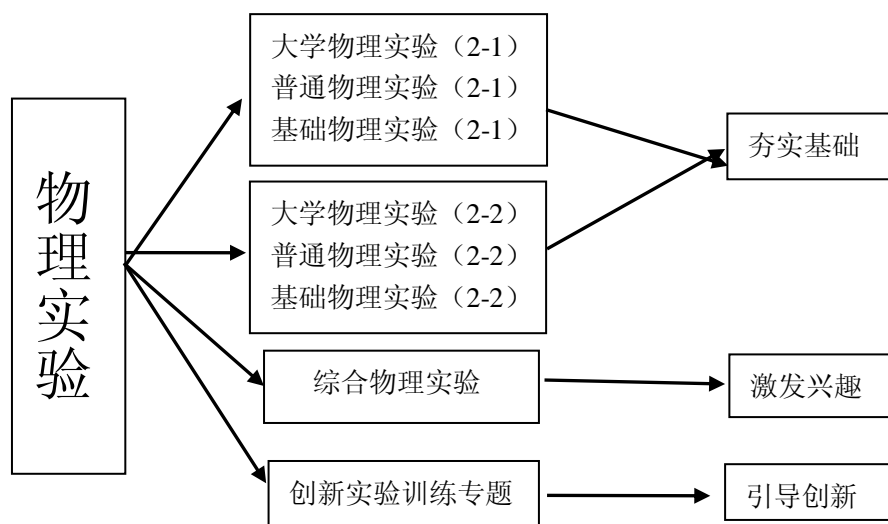 物理实验
大学物理实验（2-1）
普通物理实验（2-1）
基础物理实验（2-1）
大学物理实验（2-2）
普通物理实验（2-2）
基础物理实验（2-2）
综合物理实验
创新实验训练专题
夯实基础
激发兴趣
引导创新